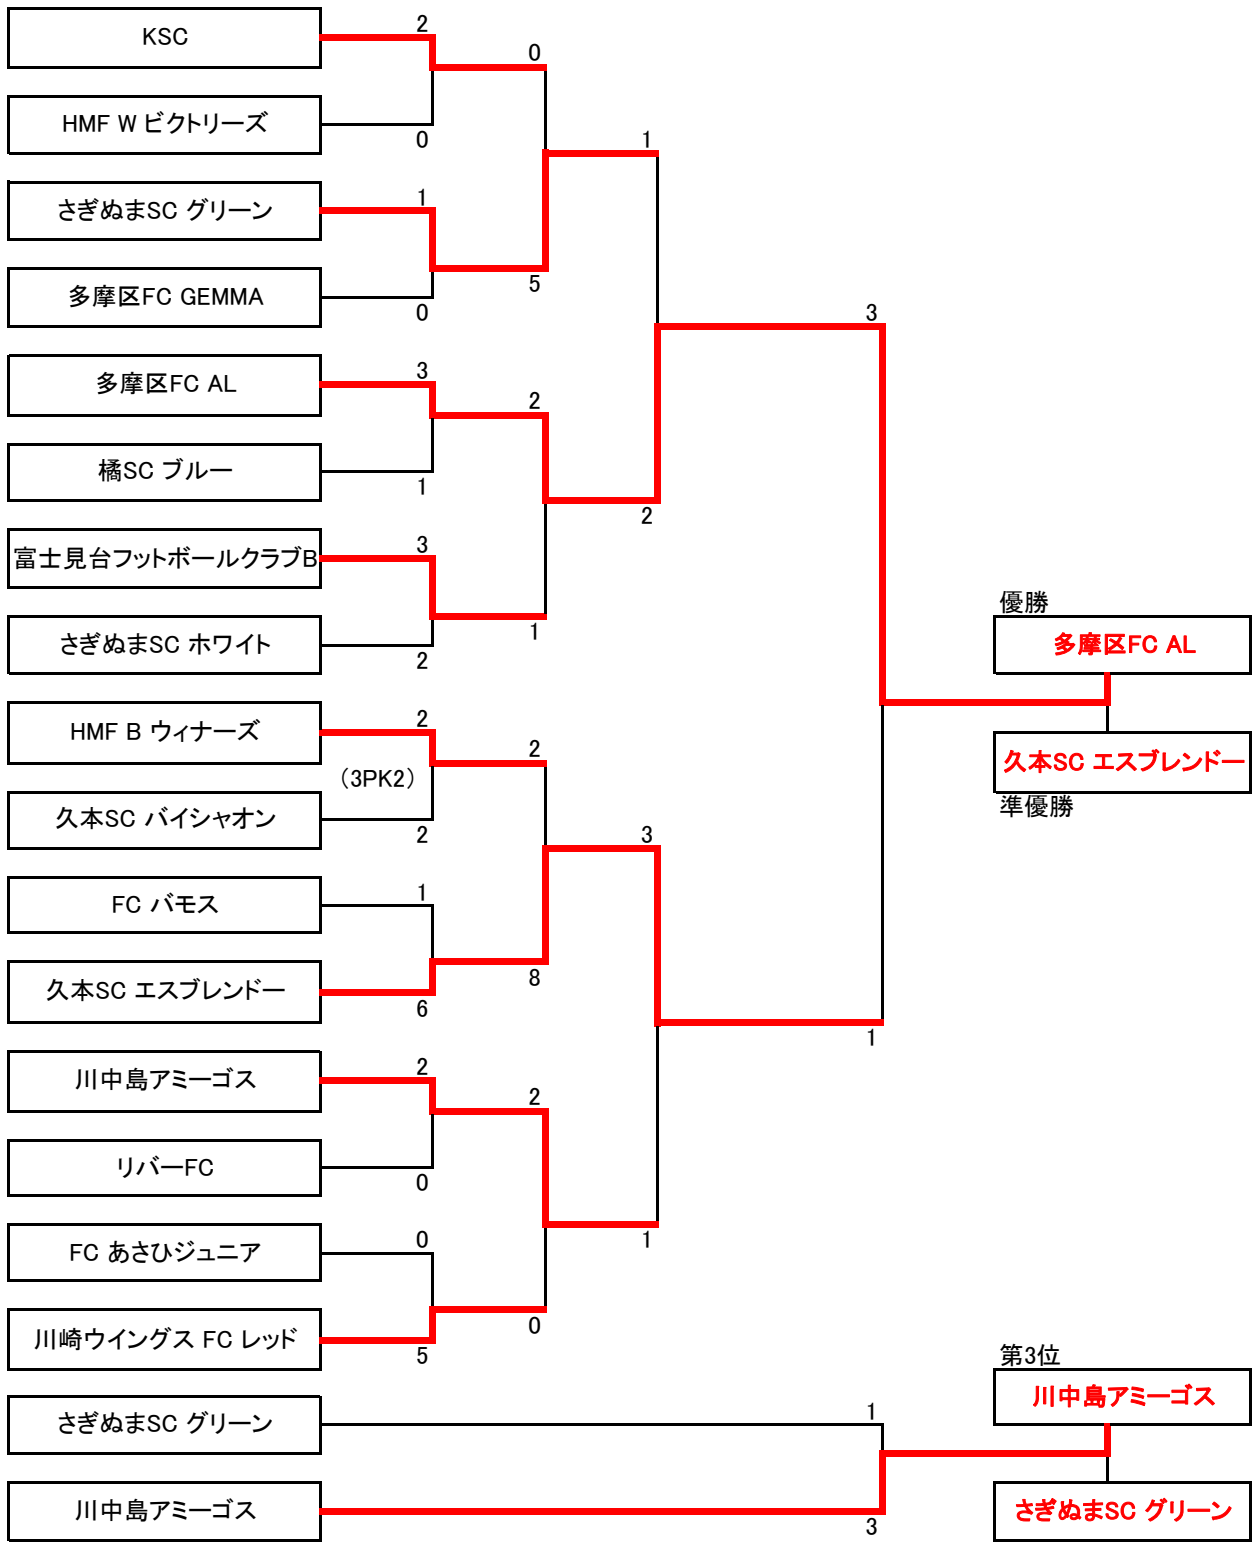 KSC
2
0
HMF W ビクトリーズ
0
1
さぎぬまSC グリーン
1
5
多摩区FC GEMMA
0
3
多摩区FC AL
3
2
橘SC ブルー
1
2
富士見台フットボールクラブB
3
1
さぎぬまSC ホワイト
2
優勝
多摩区FC AL
HMF B ウィナーズ
2
2
(3PK2)
久本SC エスブレンドー
準優勝
久本SC バイシャオン
2
3
FC バモス
1
8
久本SC エスブレンドー
6
1
川中島アミーゴス
2
2
リバーFC
0
FC あさひジュニア
0
1
川崎ウイングス FC レッド
5
0
第3位
川中島アミーゴス
さぎぬまSC グリーン
1
川中島アミーゴス
3
さぎぬまSC グリーン